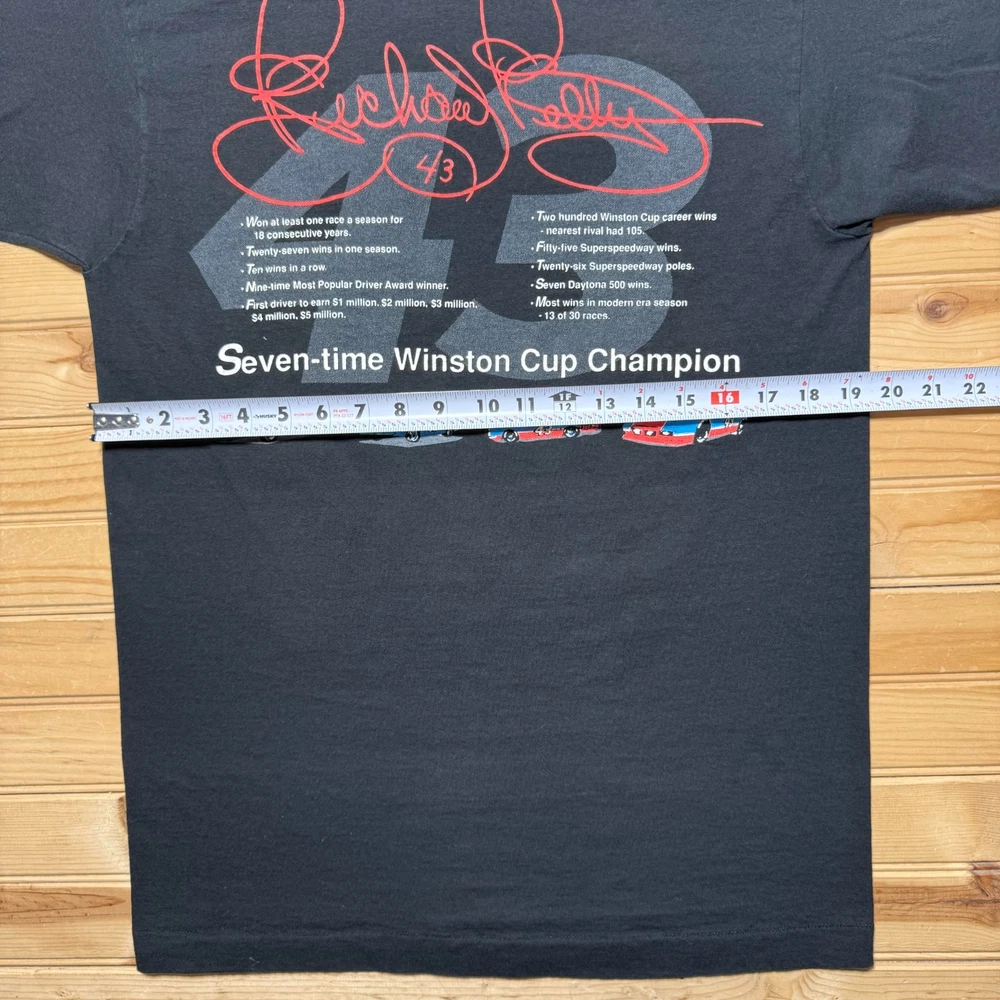 Richard Petty
43
43
• Won at least one race a season for
18 consecutive years.
• Twenty-seven wins in one season.
• Ten wins in a row.
• Nine-time Most Popular Driver Award winner.
• First driver to earn $1 million, $2 million, $3 million,
$4 million, $5 million.
• Two hundred Winston Cup career wins
- nearest rival had 105.
• Fifty-five Superspeedway wins.
• Twenty-six Superspeedway poles.
• Seven Daytona 500 wins.
• Most wins in modern era season
- 13 of 30 races.
Seven-time Winston Cup Champion
1F
2 3 4 5 6 7 8 9 10 11 12 13 14 15 16 17 18 19 20 21 22
43